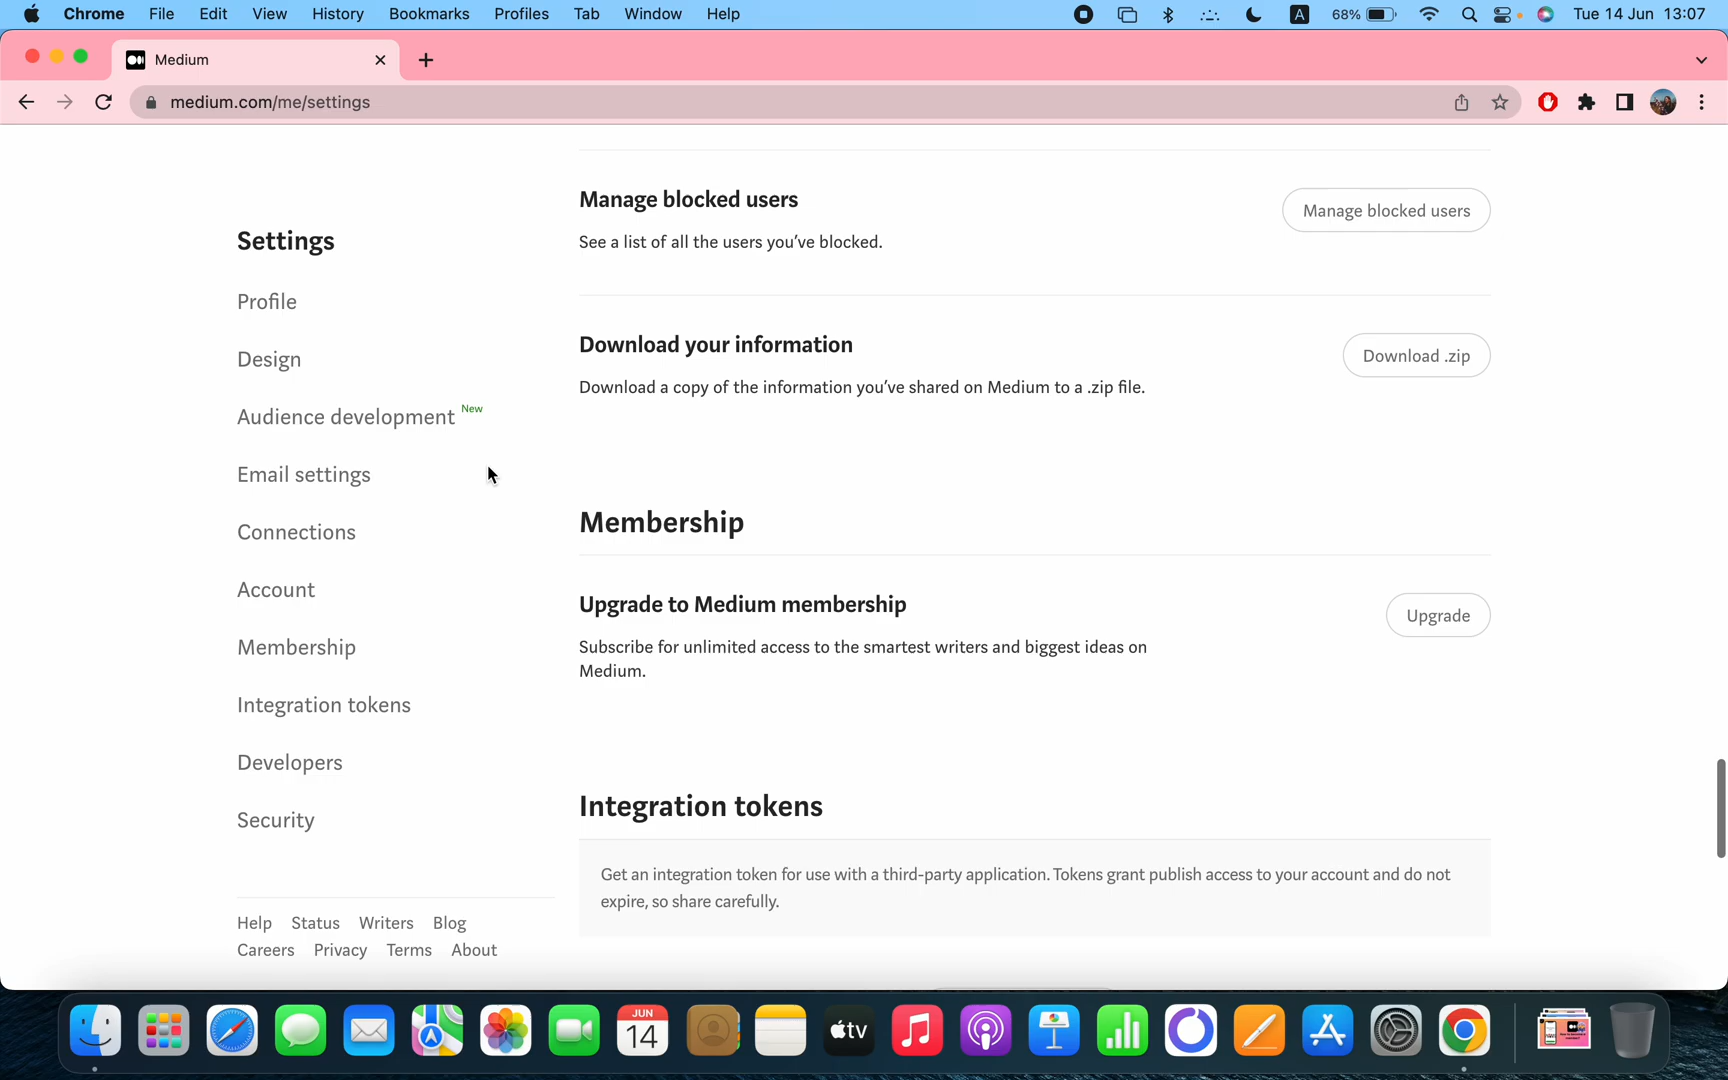 Chrome File Edit View History Bookmarks Profiles Tab Window Help A 68% Tue 14 Jun 13:07
Medium
medium.com/me/settings
Settings
Profile
Design
Audience development New
Email settings
Connections
Account
Membership
Integration tokens
Developers
Security
Help Status Writers Blog
Careers Privacy Terms About
Manage blocked users
Manage blocked users
See a list of all the users you've blocked.
Download your information
Download .zip
Download a copy of the information you've shared on Medium to a .zip file.
Membership
Upgrade to Medium membership
Upgrade
Subscribe for unlimited access to the smartest writers and biggest ideas on
Medium.
Integration tokens
Get an integration token for use with a third-party application. Tokens grant publish access to your account and do not
expire, so share carefully.
JUN
14
tv